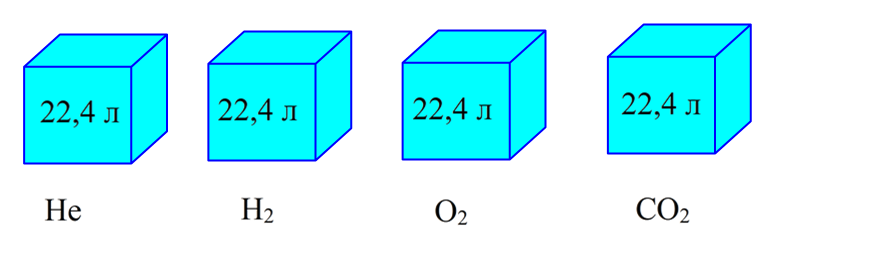 22,4 л 22,4 л 22,4 л 22,4 л
He H₂ O₂ CO₂